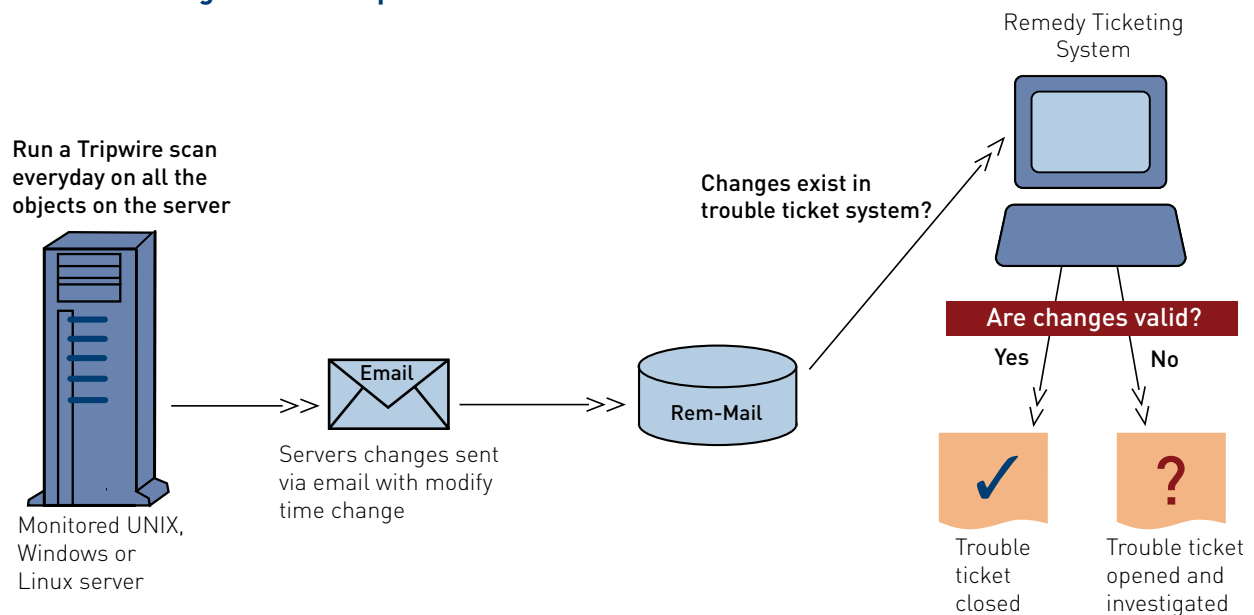 Remedy Ticketing
System
Run a Tripwire scan
everyday on all the
objects on the server
Monitored UNIX,
Windows or
Linux server
Email
Servers changes sent
via email with modify
time change
Rem-Mail
Changes exist in
trouble ticket system?
Are changes valid?
Yes
No
✓
?
Trouble
ticket
closed
Trouble ticket
opened and
investigated